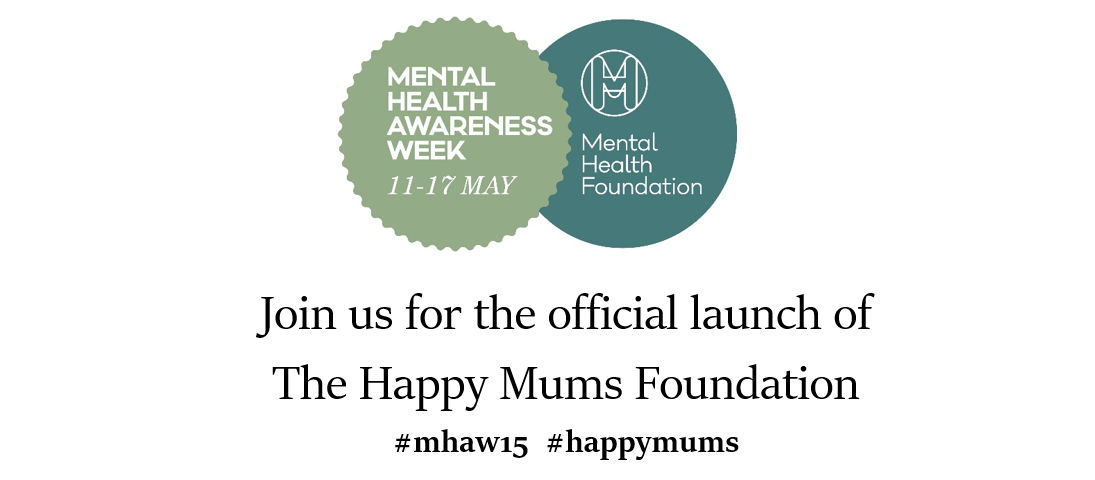 MENTAL
HEALTH
AWARENESS
WEEK
11-17 MAY
Mental
Health
Foundation
Join us for the official launch of
The Happy Mums Foundation
#mhaw15 #happymums